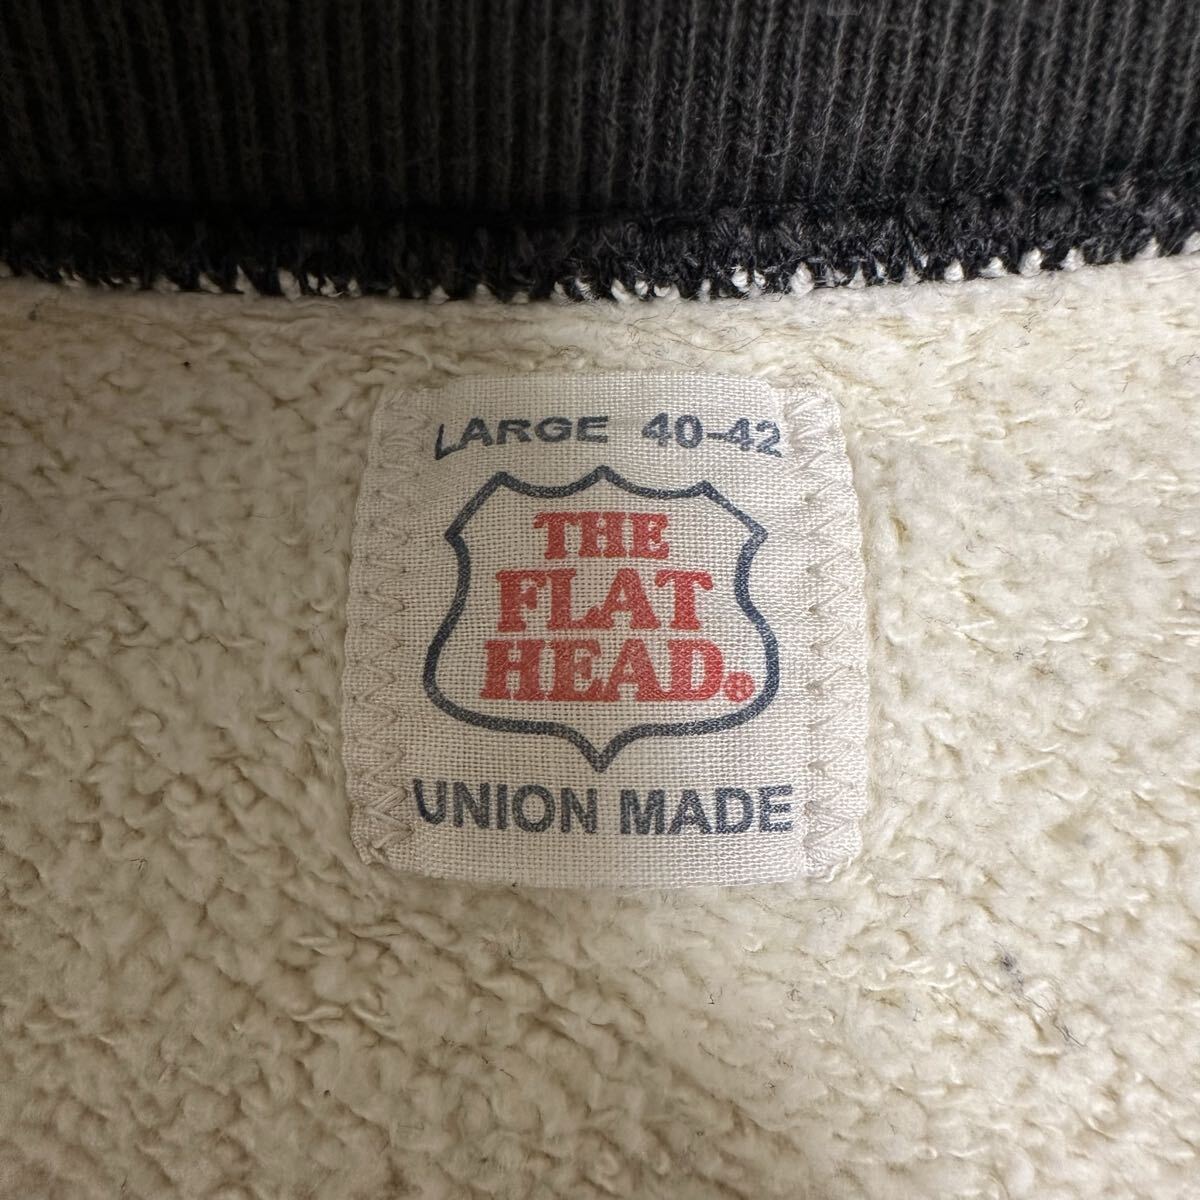 LARGE 40-42
THE
FLAT
HEAD®
UNION MADE